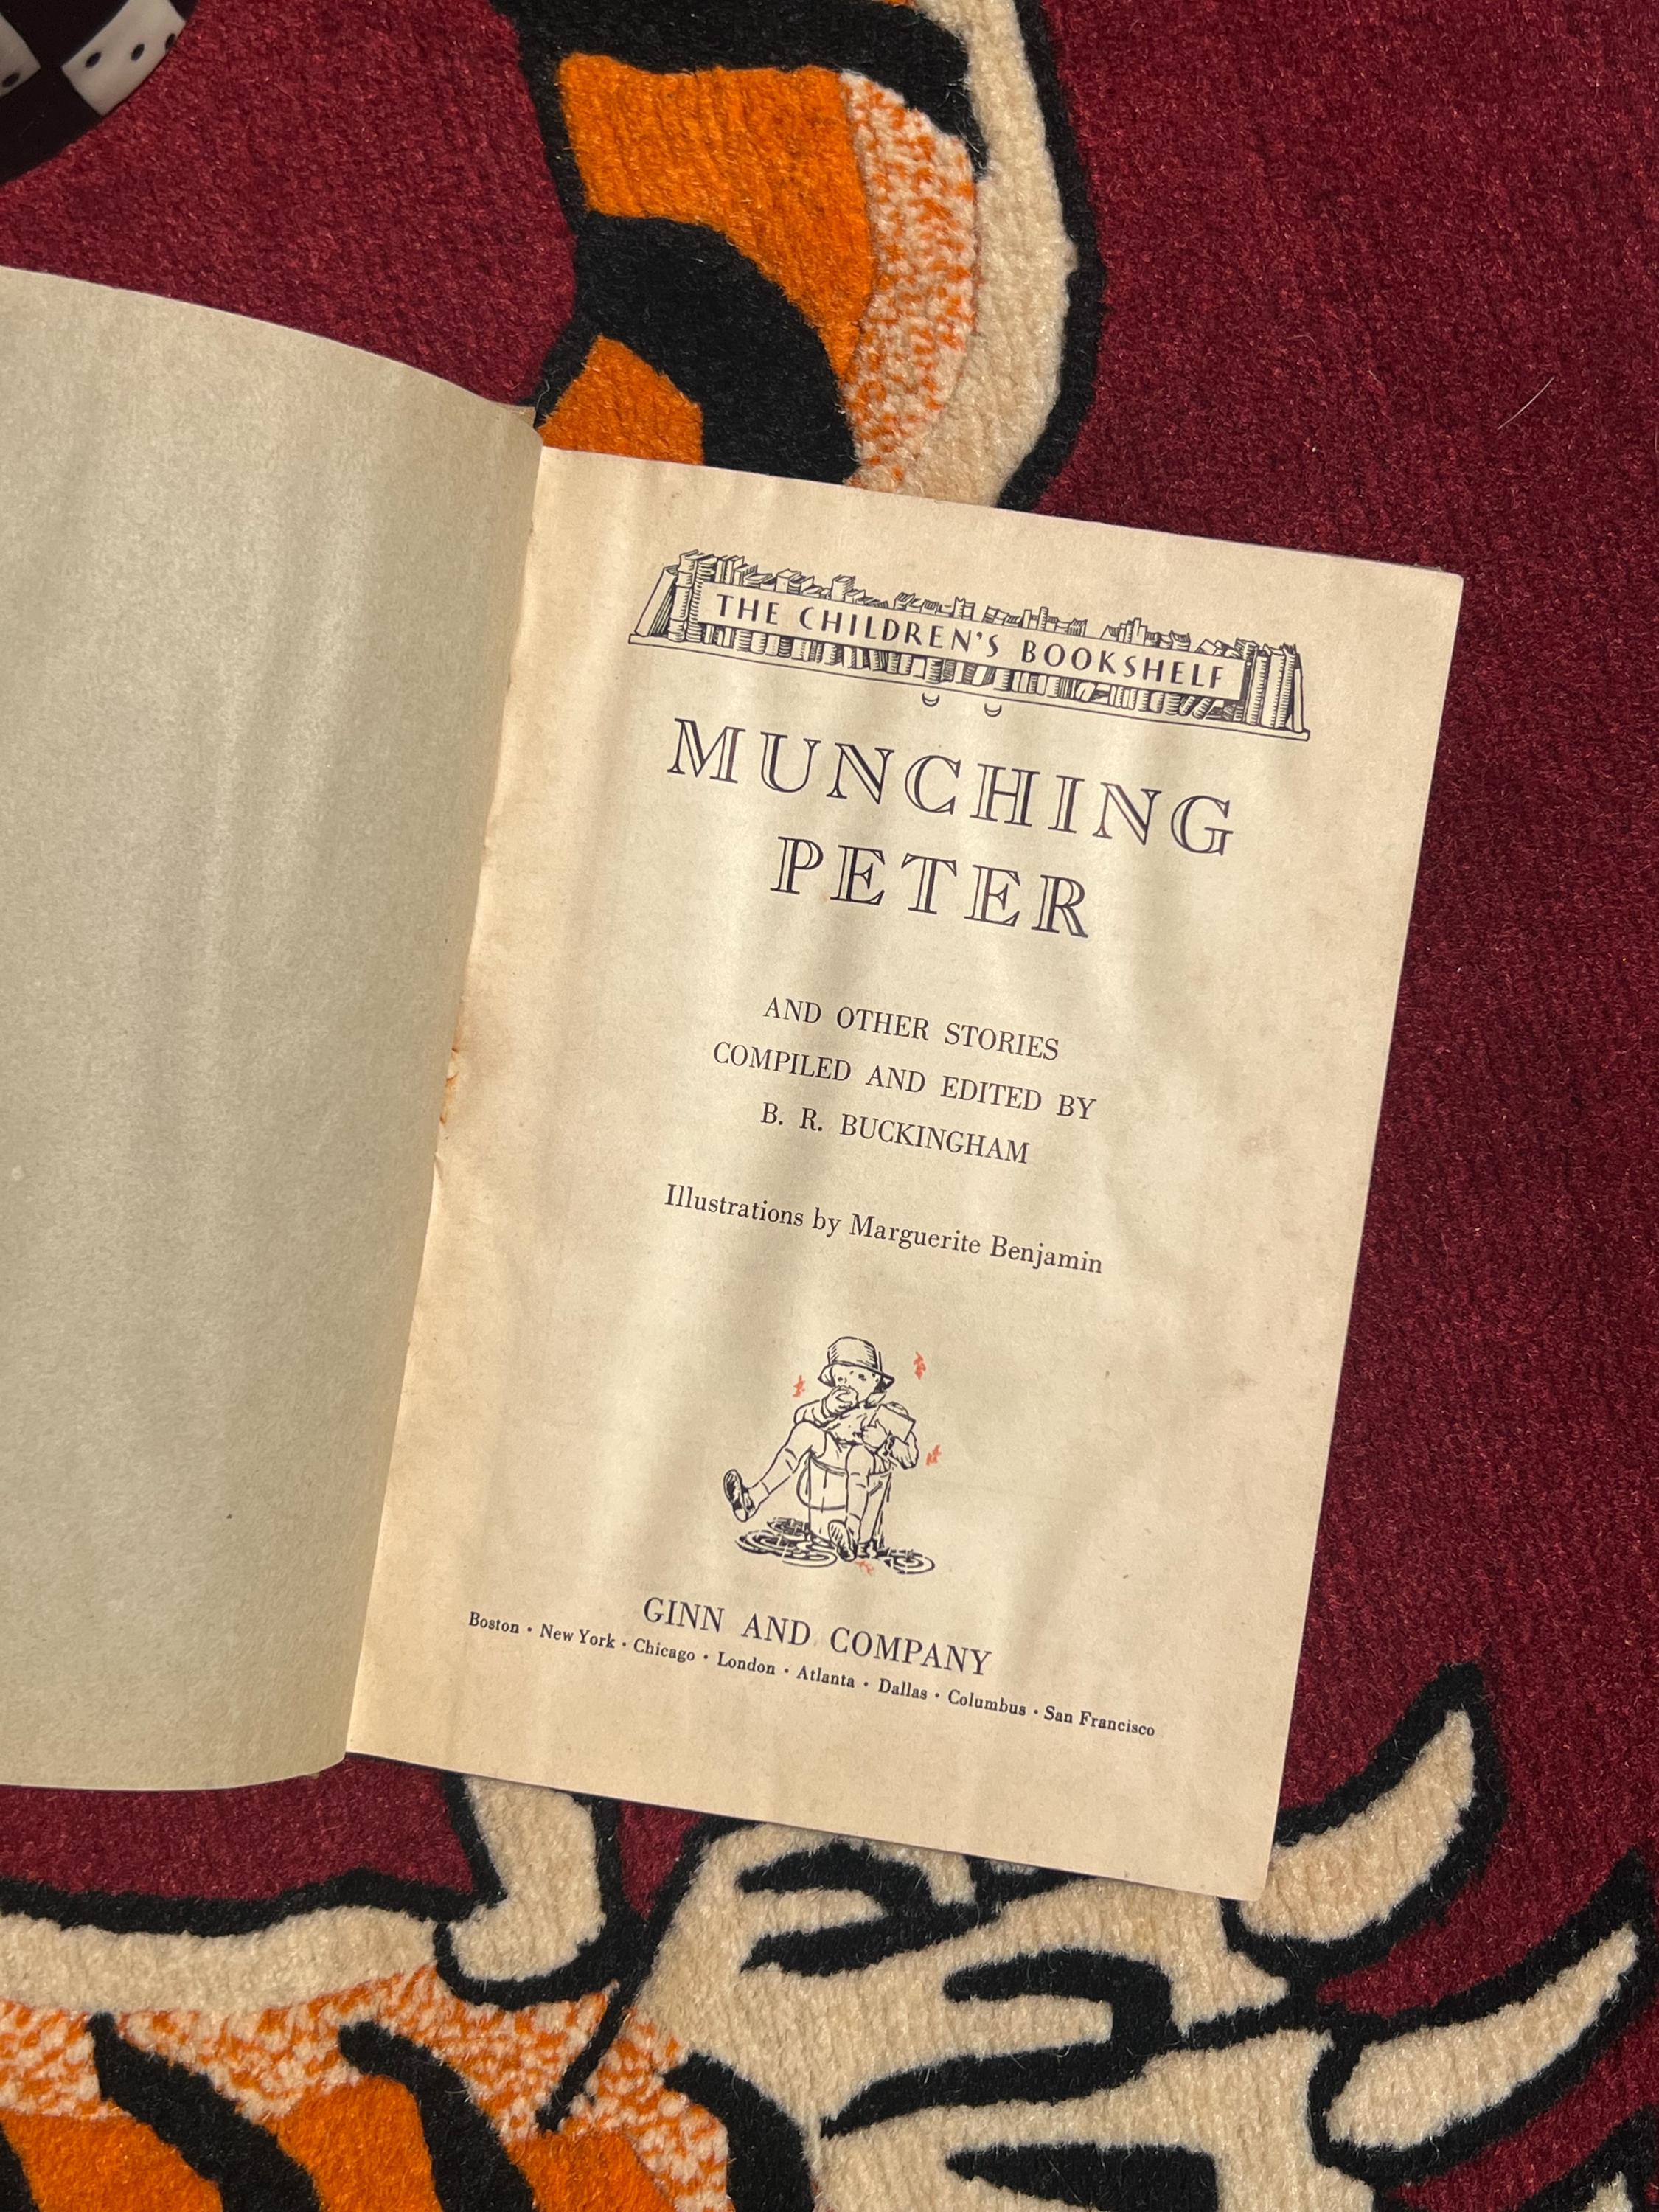 THE CHILDREN'S BOOKSHELF
MUNCHING
PETER
AND OTHER STORIES
COMPILED AND EDITED BY
B. R. BUCKINGHAM
Illustrations by Marguerite Benjamin
GINN AND COMPANY
Boston · New York · Chicago · London · Atlanta · Dallas · Columbus · San Francisco